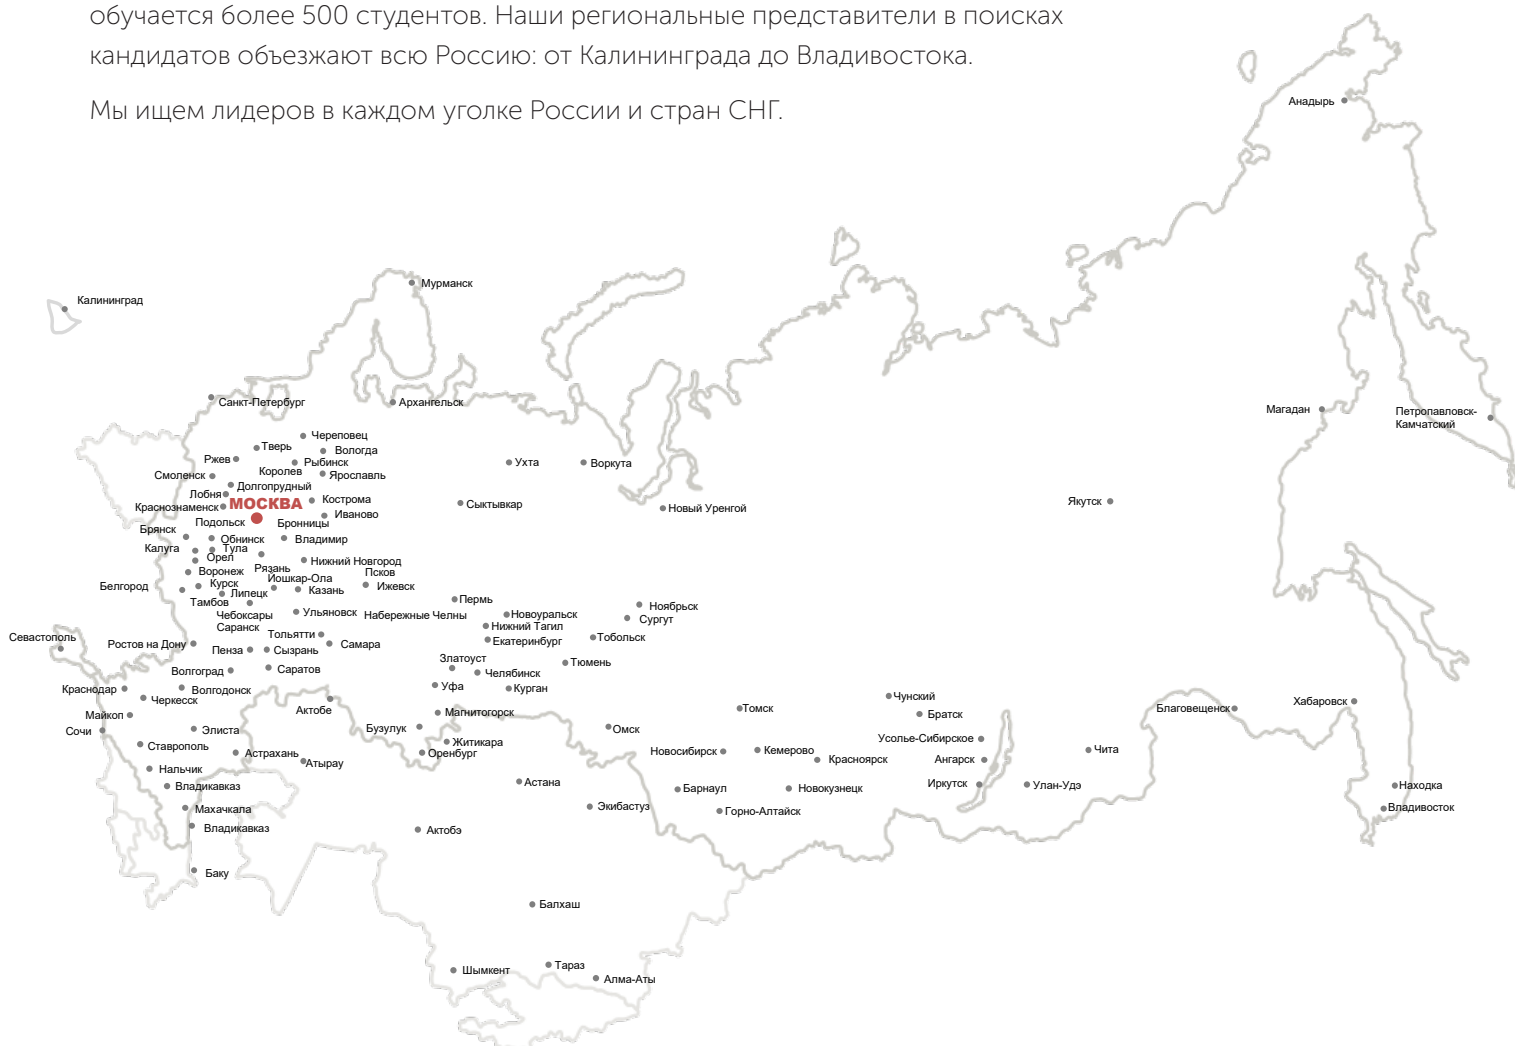 обучается более 500 студентов. Наши региональные представители в поисках
кандидатов объезжают всю Россию: от Калининграда до Владивостока.
Мы ищем лидеров в каждом уголке России и стран СНГ.
Анадырь
Мурманск
Калининград
Санкт-Петербург
Архангельск
Магадан
Петропавловск-
Камчатский
Череповец
Тверь
Вологда
Ржев
Рыбинск
Ухта
Воркута
Королев
Смоленск
Ярославль
Долгопрудный
Лобня
МОСКВА
Кострома
Якутск
Сыктывкар
Краснознаменск
Новый Уренгой
Иваново
Подольск
Бронницы
Брянск
Обнинск
Владимир
Калуга
Тула
Орел
Нижний Новгород
Рязань
Воронеж
Псков
Йошкар-Ола
Белгород
Курск
Липецк
Казань
Ижевск
Тамбов
Пермь
Ноябрьск
Чебоксары
Ульяновск
Набережные Челны
Новоуральск
Сургут
Саранск
Нижний Тагил
Тольятти
Севастополь
Тобольск
Екатеринбург
Ростов на Дону
Самара
Пенза
Сызрань
Златоуст
Тюмень
Волгоград
Саратов
Челябинск
Уфа
Курган
Краснодар
Волгодонск
Черкесск
Чунский
Хабаровск
Актобе
Томск
Благовещенск
Магнитогорск
Майкоп
Братск
Сочи
Элиста
Бузулук
Омск
Усолье-Сибирское
Житикара
Ставрополь
Астрахань
Оренбург
Новосибирск
Кемерово
Чита
Атырау
Красноярск
Ангарск
Нальчик
Астана
Иркутск
Улан-Удэ
Находка
Владикавказ
Барнаул
Новокузнецк
Махачкала
Экибастуз
Горно-Алтайск
Владивосток
Владикавказ
Актобэ
Баку
Балхаш
Шымкент
Тараз
Алма-Аты